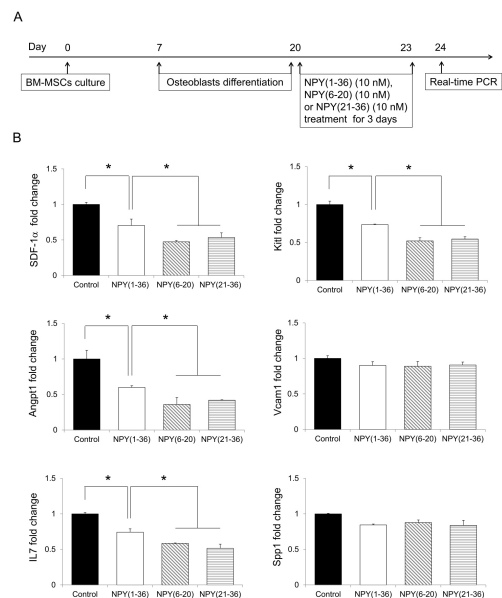 A
Day 0 7 20 23 24
BM-MSCs culture
Osteoblasts differentiation
NPY(1-36) (10 nM),
NPY(6-20) (10 nM)
or NPY(21-36) (10 nM)
treatment for 3 days
Real-time PCR
B
SDF-1α fold change
1.5
1
0.5
0
* *
Control NPY(1-36) NPY(6-20) NPY(21-36)
Kitl fold change
1.5
1
0.5
0
* *
Control NPY(1-36) NPY(6-20) NPY(21-36)
Angpt1 fold change
1.5
1
0.5
0
* *
Control NPY(1-36) NPY(6-20) NPY(21-36)
Vcam1 fold change
1.5
1
0.5
0
Control NPY(1-36) NPY(6-20) NPY(21-36)
IL7 fold change
1.5
1
0.5
0
* *
Control NPY(1-36) NPY(6-20) NPY(21-36)
Spp1 fold change
1.5
1
0.5
0
Control NPY(1-36) NPY(6-20) NPY(21-36)